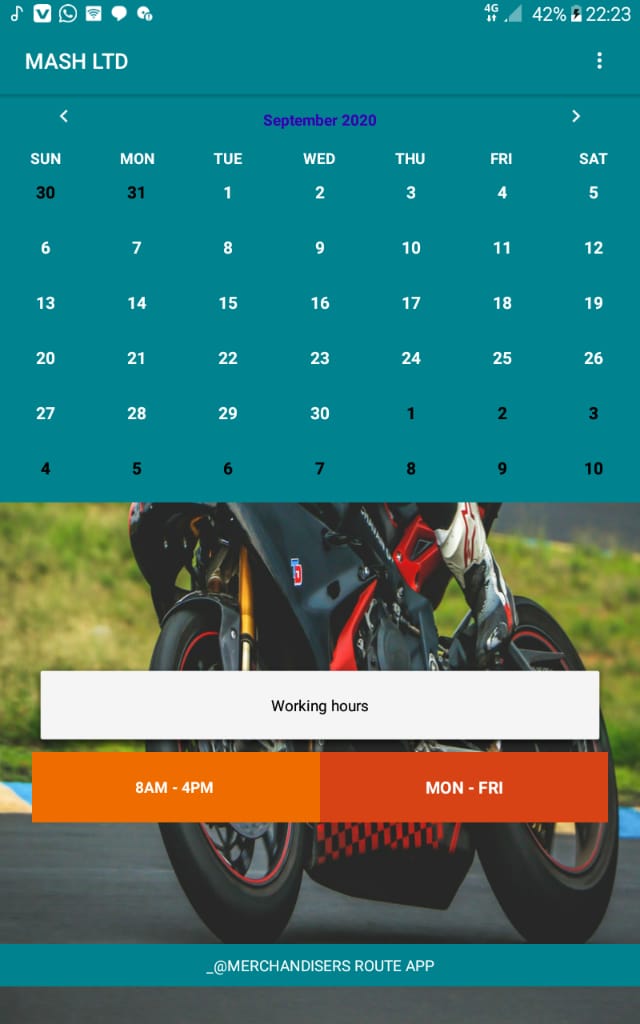 4G 42% 22:23
MASH LTD
September 2020
SUN MON TUE WED THU FRI SAT
30 31 1 2 3 4 5
6 7 8 9 10 11 12
13 14 15 16 17 18 19
20 21 22 23 24 25 26
27 28 29 30 1 2 3
4 5 6 7 8 9 10
Working hours
8AM - 4PM MON - FRI
_@MERCHANDISERS ROUTE APP